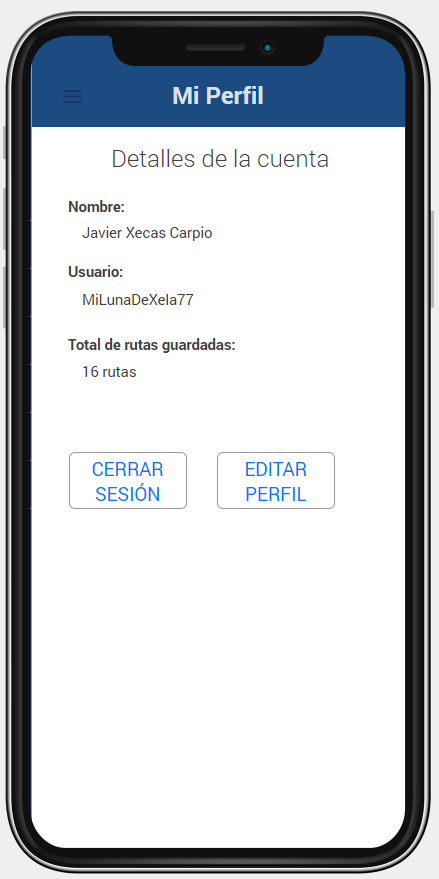 Mi Perfil
Detalles de la cuenta
Nombre:
Javier Xecas Carpio
Usuario:
MiLunaDeXela77
Total de rutas guardadas:
16 rutas
CERRAR
SESIÓN
EDITAR
PERFIL